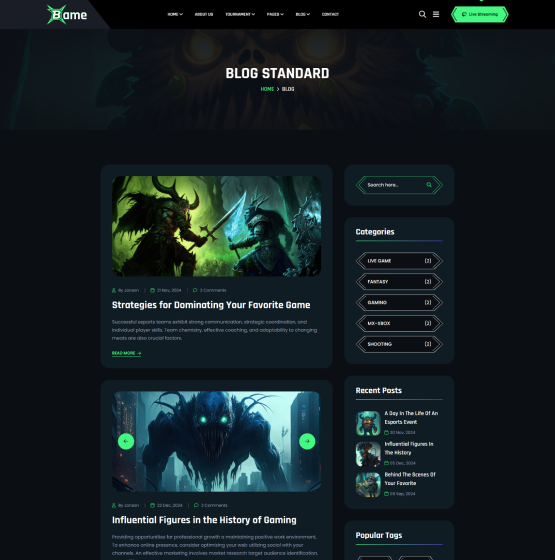 Bame
HOME
ABOUT US
TOURNAMENT
PAGES
BLOG
CONTACT
Live Streaming
BLOG STANDARD
HOME > BLOG
Search here..
By Jonson
21 Nov, 2024
3 Comments
Strategies for Dominating Your Favorite Game
Successful esports teams exhibit strong communication, strategic coordination, and
individual player skills. Team chemistry, effective coaching, and adaptability to changing
metas are also crucial factors.
READ MORE
By Jonson
22 Dec, 2024
3 Comments
Influential Figures in the History of Gaming
Providing opportunities for professional growth is maintaining positive work environment.
To enhance online presence, consider optimizing your web utilizing social with your
channels. An effective marketing involves market research target audience identification,
Categories
LIVE GAME (2)
FANTASY (2)
GAMING (2)
MX-XBOX (2)
SHOOTING (2)
Recent Posts
A Day In The Life Of An
Esports Event
20 Nov, 2024
Influential Figures In
The History
05 Dec, 2024
Behind The Scenes Of
Your Favorite
20 Sep, 2024
Popular Tags